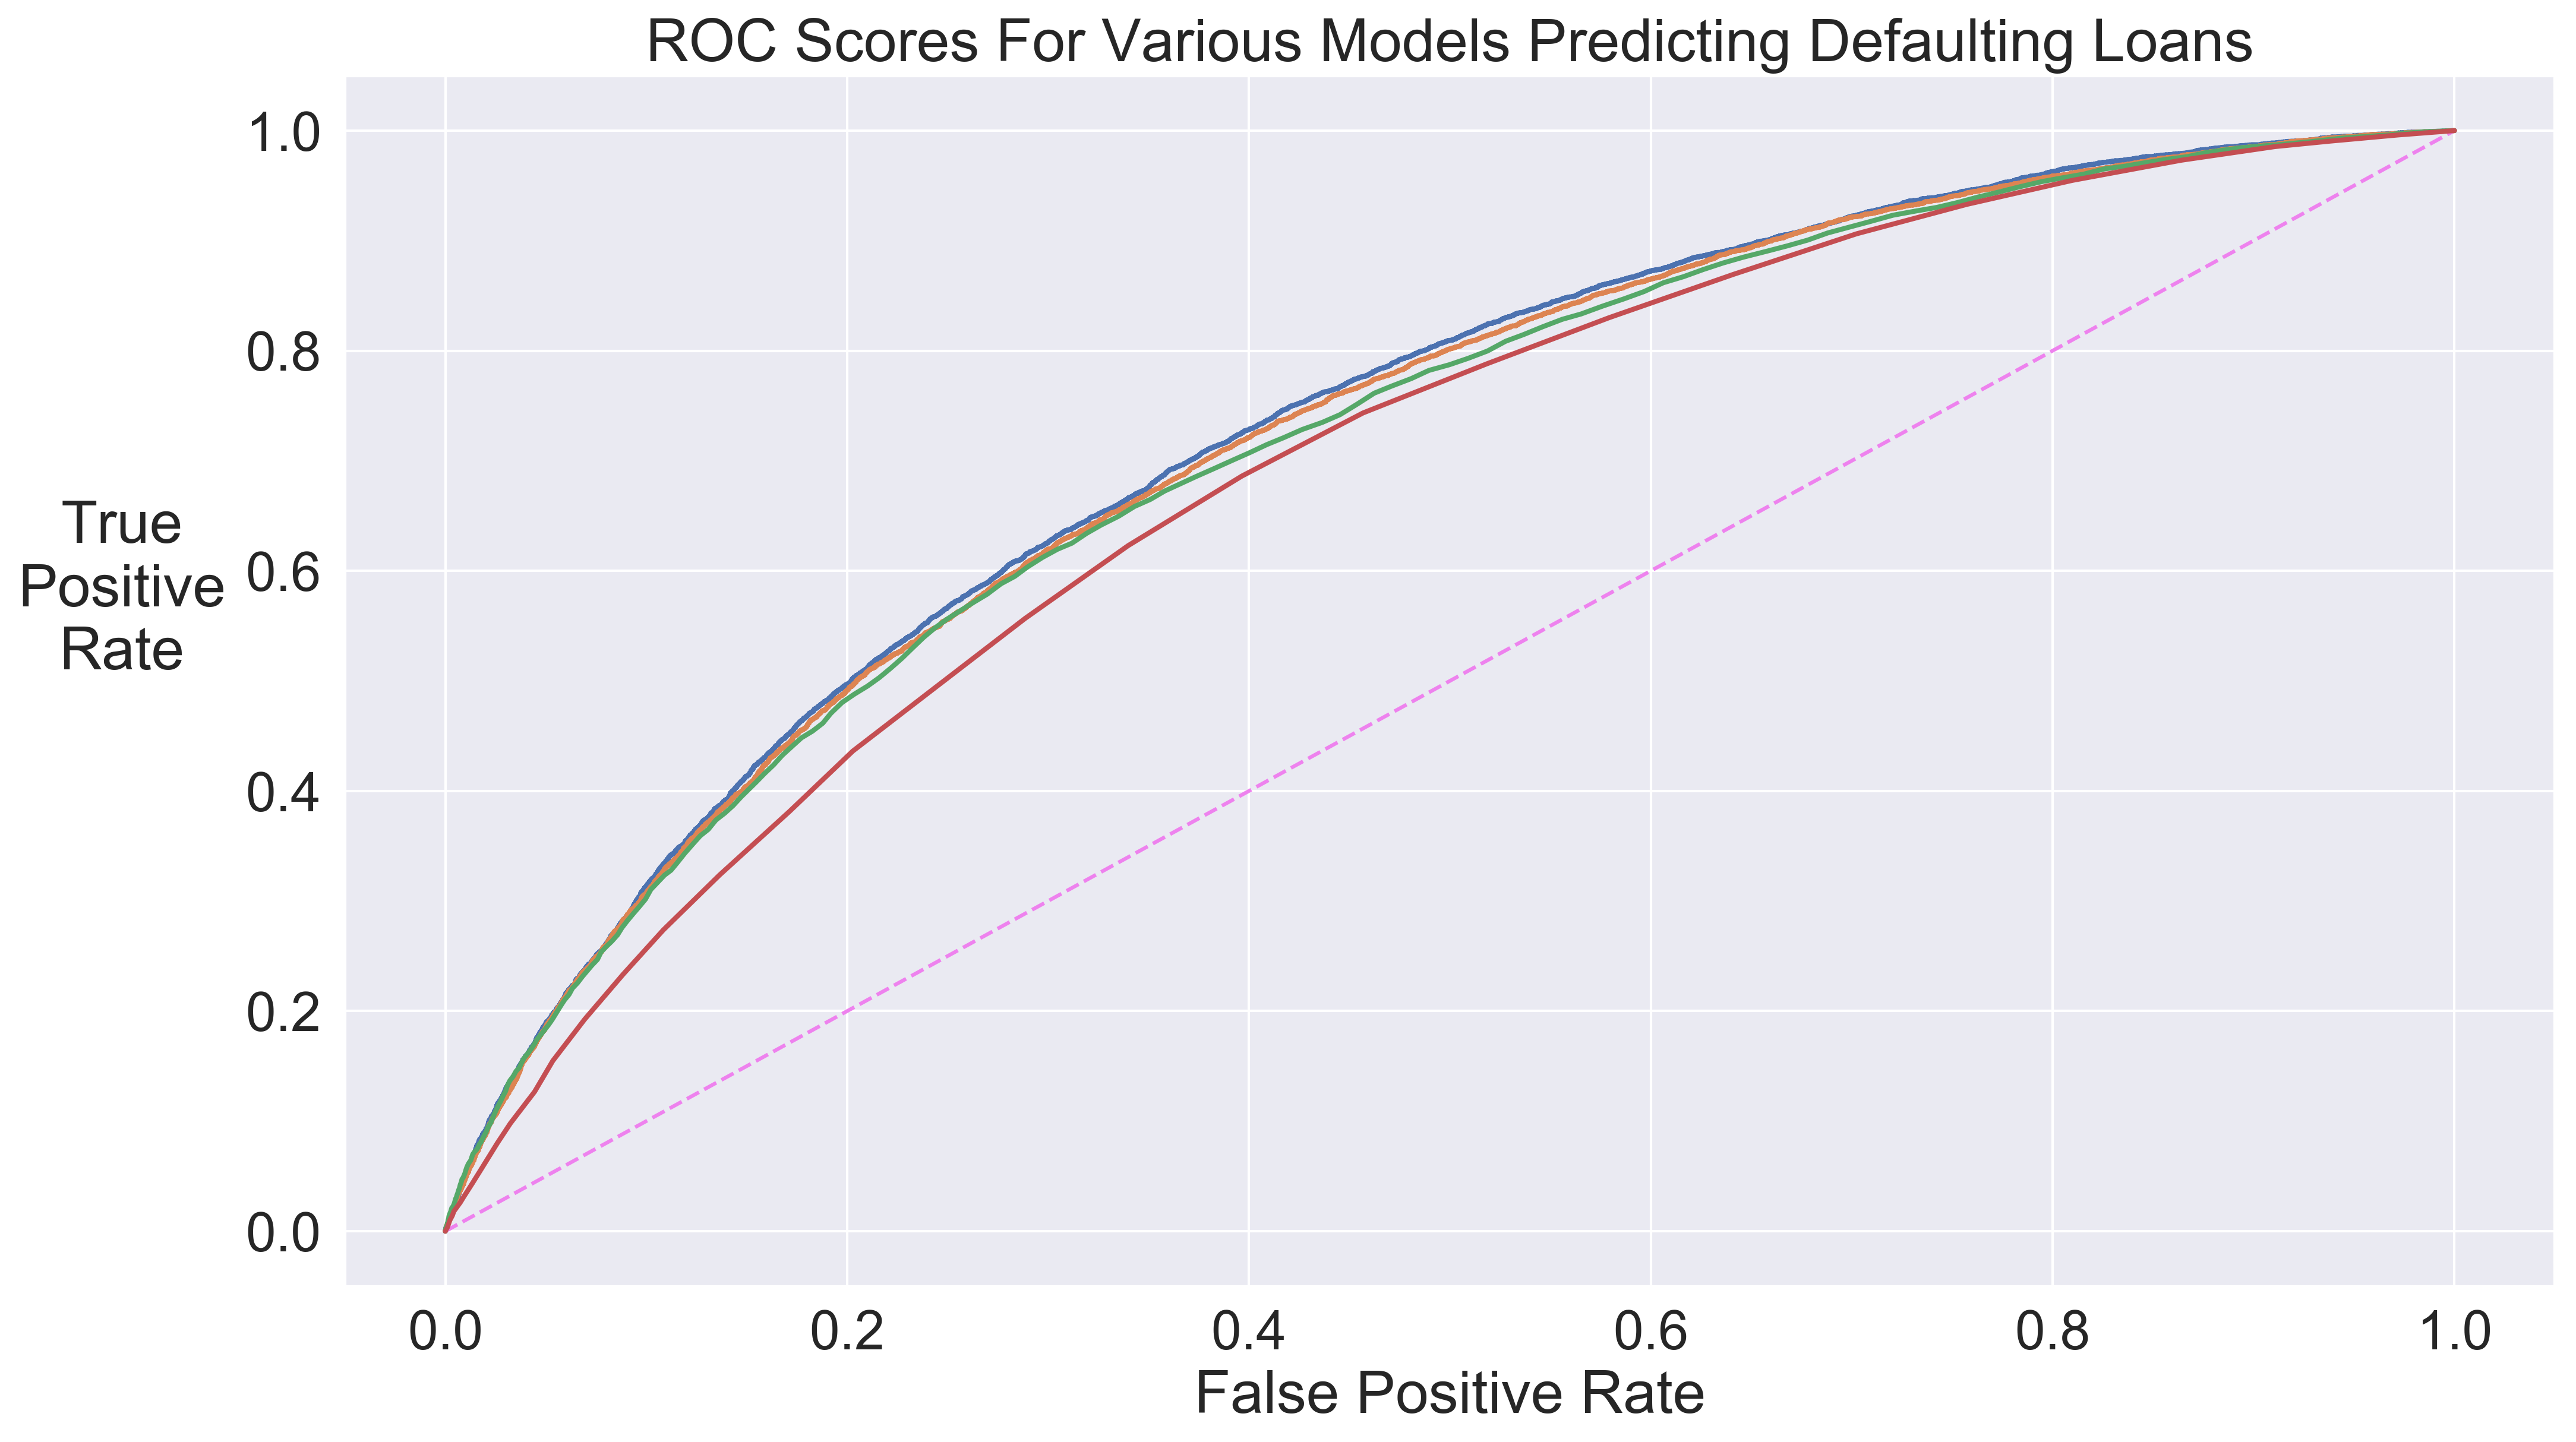 ROC Scores For Various Models Predicting Defaulting Loans
1.0
0.8
0.6
0.4
0.2
0.0
True
Positive
Rate
0.0 0.2 0.4 0.6 0.8 1.0
False Positive Rate